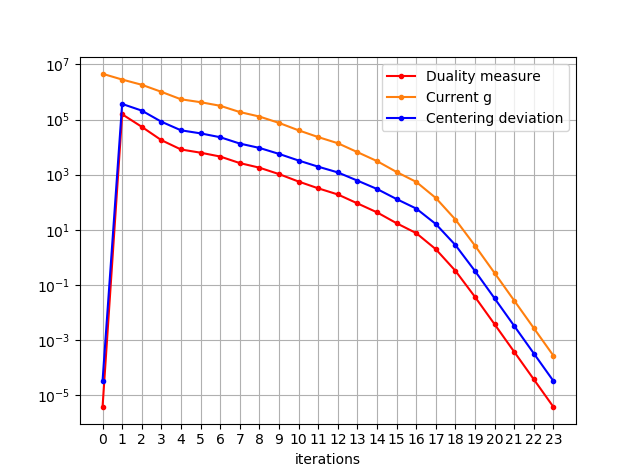 10^7
10^5
10^3
10^1
10^−1
10^−3
10^−5
Duality measure
Current g
Centering deviation
0 1 2 3 4 5 6 7 8 9 10 11 12 13 14 15 16 17 18 19 20 21 22 23
iterations